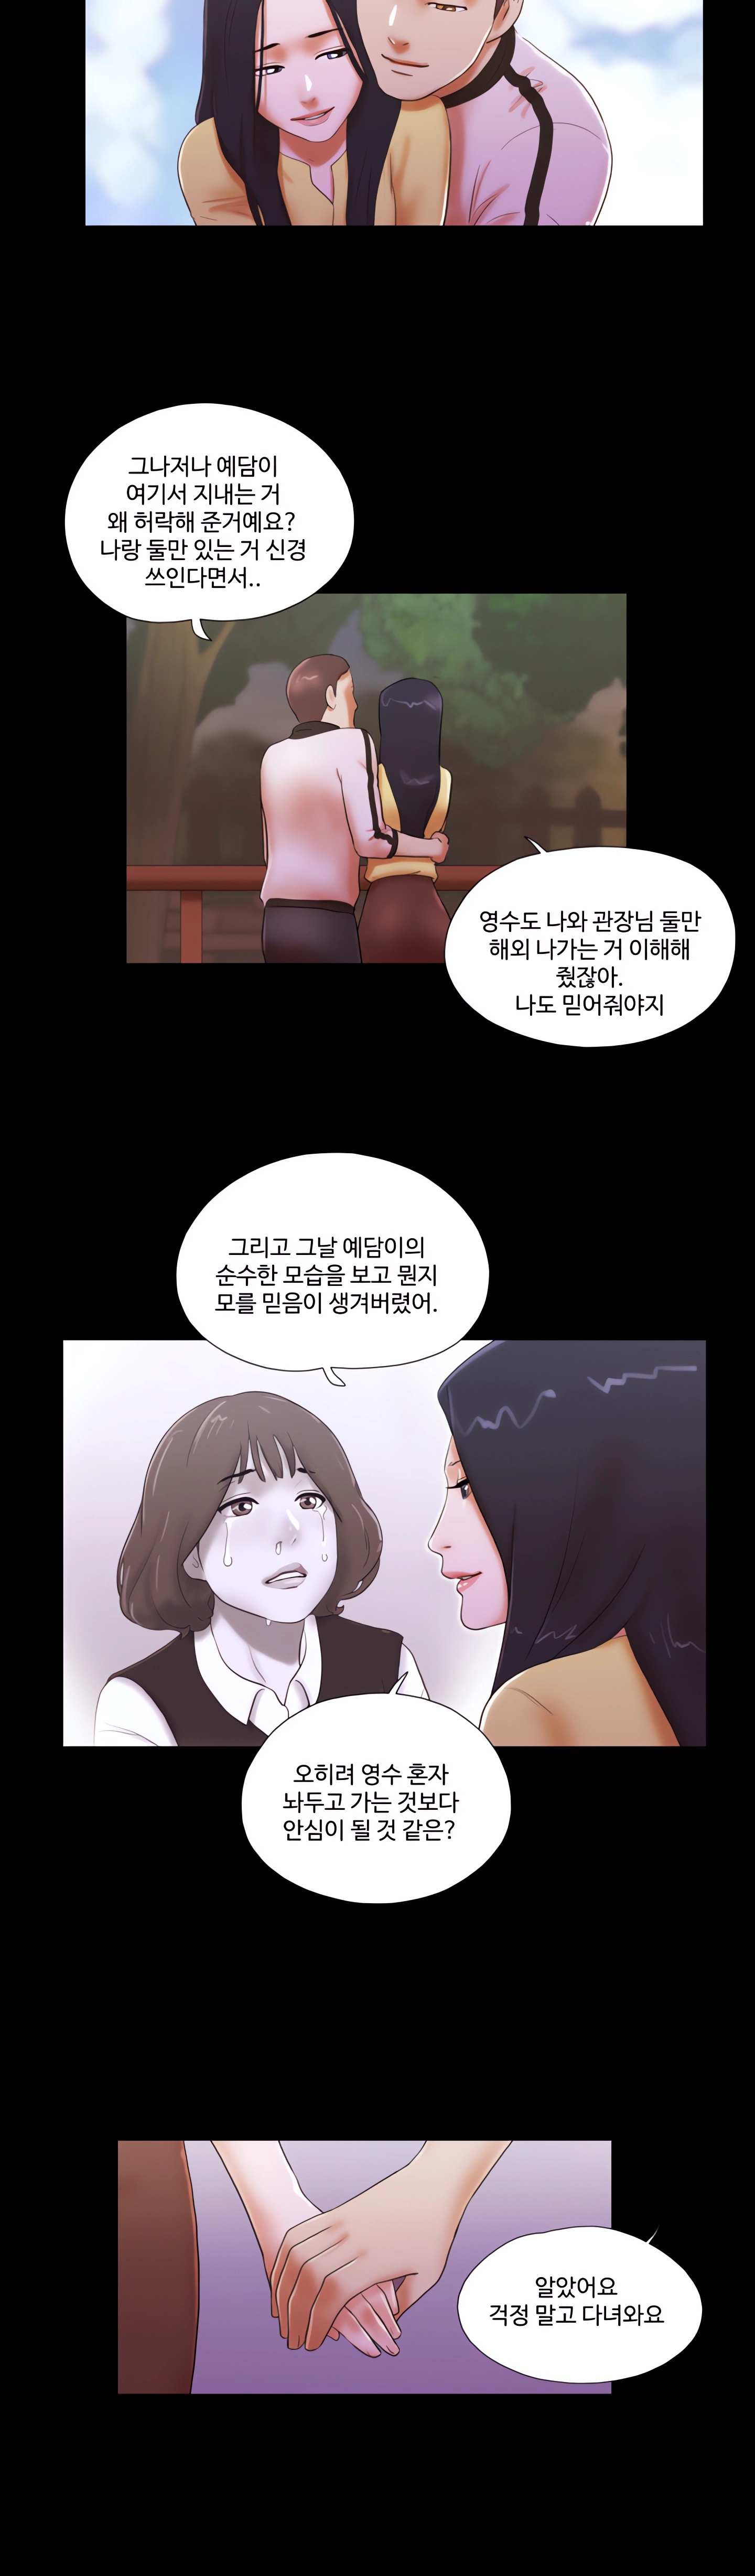 그나저나 예담이
여기서 지내는 거
왜 허락해 준거예요?
나랑 둘만 있는 거 신경
쓰인다면서..
영수도 나와 관장님 둘만
해외 나가는 거 이해해
줬잖아.
나도 믿어줘야지
그리고 그날 예담이의
순수한 모습을 보고 뭔지
모를 믿음이 생겨버렸어.
오히려 영수 혼자
놔두고 가는 것보다
안심이 될 것 같은?
알았어요
걱정 말고 다녀와요